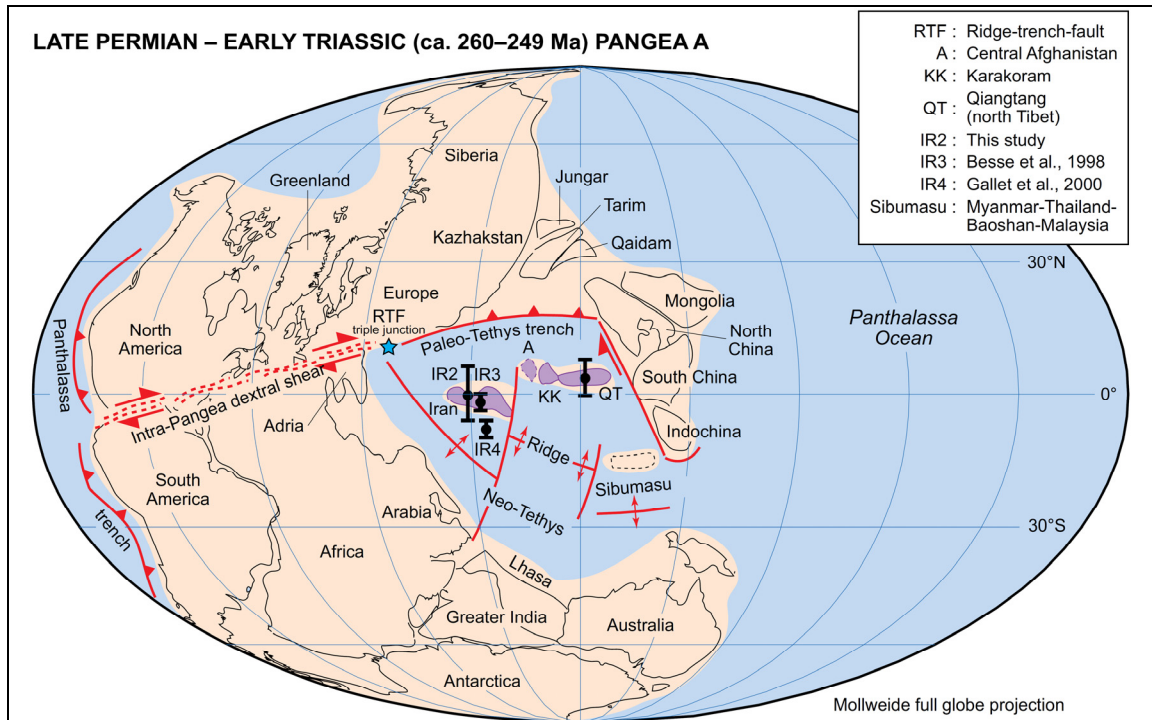 LATE PERMIAN – EARLY TRIASSIC (ca. 260–249 Ma) PANGEA A
RTF : Ridge-trench-fault
A : Central Afghanistan
KK : Karakoram
QT : Qiangtang
(north Tibet)
IR2 : This study
IR3 : Besse et al., 1998
IR4 : Gallet et al., 2000
Sibumasu : Myanmar-Thailand-
Baoshan-Malaysia
Siberia
Greenland
Jungar
Tarim
Kazhakstan
Qaidam
30°N
Europe
Mongolia
RTF
triple junction
Panthalassa
North
America
Paleo-Tethys trench
North
China
Panthalassa
Ocean
A
IR2
IR3
South China
Intra-Pangea dextral shear
KK
QT
0°
Iran
Adria
Indochina
IR4
Ridge
South
America
Sibumasu
Arabia
Neo-Tethys
trench
30°S
Africa
Lhasa
Greater India
Australia
Antarctica
Mollweide full globe projection